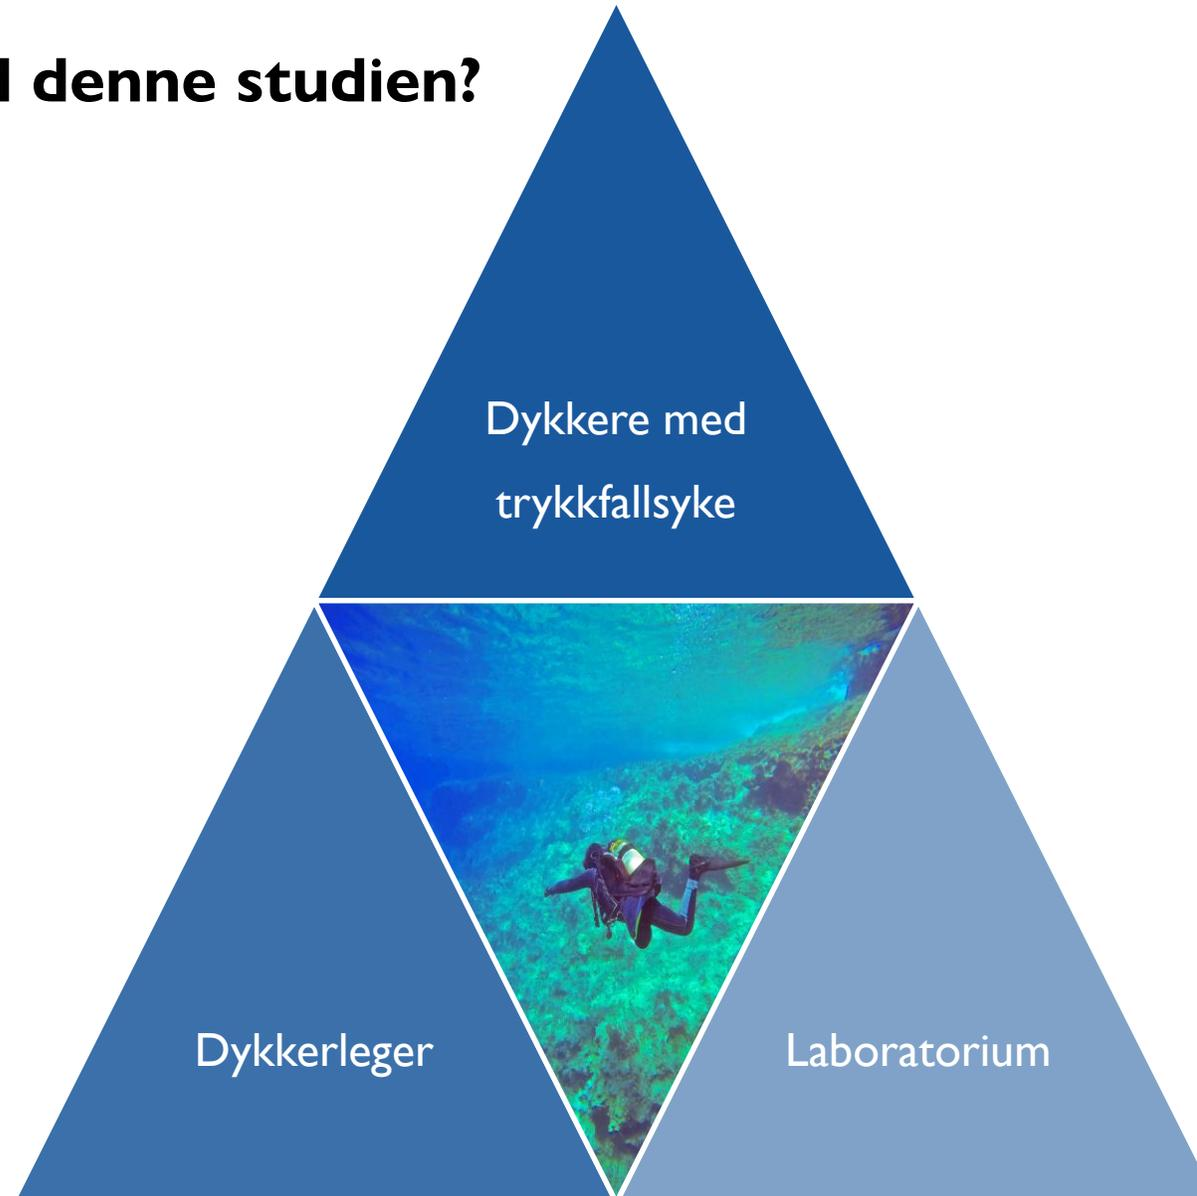 denne studien?
Dykkere med
trykkfallsyke
Dykkerleger
Laboratorium